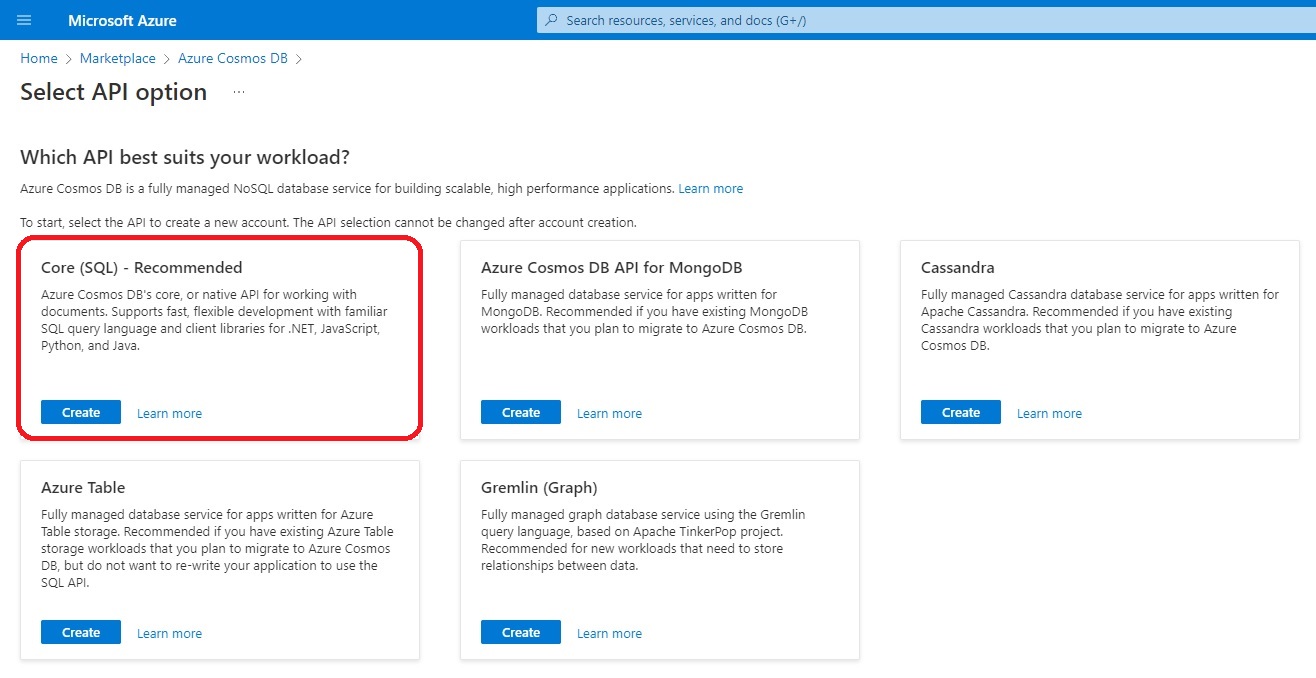 Microsoft Azure
Search resources, services, and docs (G+/)
Home > Marketplace > Azure Cosmos DB >
Select API option ...
Which API best suits your workload?
Azure Cosmos DB is a fully managed NoSQL database service for building scalable, high performance applications. Learn more
To start, select the API to create a new account. The API selection cannot be changed after account creation.
Core (SQL) - Recommended
Azure Cosmos DB's core, or native API for working with
documents. Supports fast, flexible development with familiar
SQL query language and client libraries for .NET, JavaScript,
Python, and Java.
Create Learn more
Azure Cosmos DB API for MongoDB
Fully managed database service for apps written for
MongoDB. Recommended if you have existing MongoDB
workloads that you plan to migrate to Azure Cosmos DB.
Create Learn more
Cassandra
Fully managed Cassandra database service for apps written for
Apache Cassandra. Recommended if you have existing
Cassandra workloads that you plan to migrate to Azure
Cosmos DB.
Create Learn more
Azure Table
Fully managed database service for apps written for Azure
Table storage. Recommended if you have existing Azure Table
storage workloads that you plan to migrate to Azure Cosmos
DB, but do not want to re-write your application to use the
SQL API.
Create Learn more
Gremlin (Graph)
Fully managed graph database service using the Gremlin
query language, based on Apache TinkerPop project.
Recommended for new workloads that need to store
relationships between data.
Create Learn more